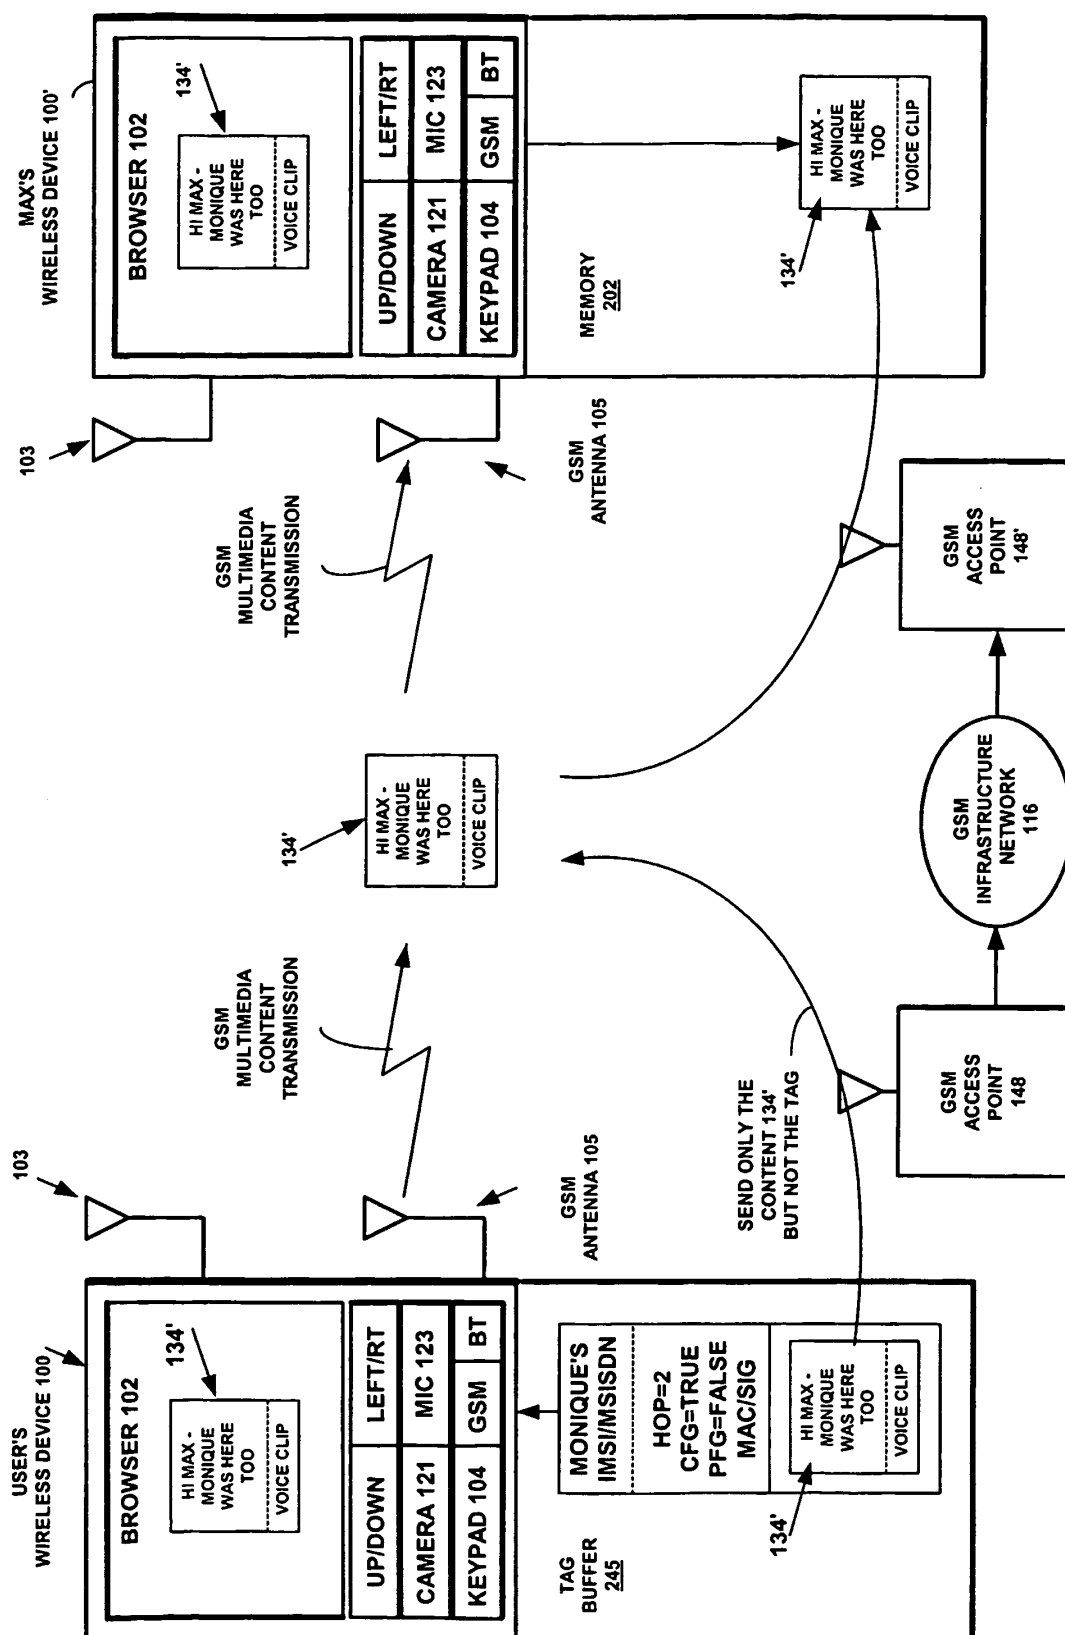 USER'S
WIRELESS DEVICE 100
BROWSER 102
134'
HI MAX -
MONIQUE
WAS HERE
TOO
VOICE CLIP
UP/DOWN
LEFT/RT
CAMERA 121
MIC 123
KEYPAD 104
GSM
BT
TAG
BUFFER
245
MONIQUE'S
IMSI/MSISDN
HOP=2
CFG=TRUE
PFG=FALSE
MAC/SIG
HI MAX -
MONIQUE
WAS HERE
TOO
VOICE CLIP
134'
103
GSM
ANTENNA 105
GSM
MULTIMEDIA
CONTENT
TRANSMISSION
SEND ONLY THE
CONTENT 134'
BUT NOT THE TAG
GSM
ACCESS
POINT
148
134'
HI MAX -
MONIQUE
WAS HERE
TOO
VOICE CLIP
GSM
INFRASTRUCTURE
NETWORK
116
GSM
MULTIMEDIA
CONTENT
TRANSMISSION
GSM
ACCESS
POINT
148'
103
GSM
ANTENNA 105
MAX'S
WIRELESS DEVICE 100'
BROWSER 102
134'
HI MAX -
MONIQUE
WAS HERE
TOO
VOICE CLIP
UP/DOWN
LEFT/RT
CAMERA 121
MIC 123
KEYPAD 104
GSM
BT
MEMORY
202
134'
HI MAX -
MONIQUE
WAS HERE
TOO
VOICE CLIP